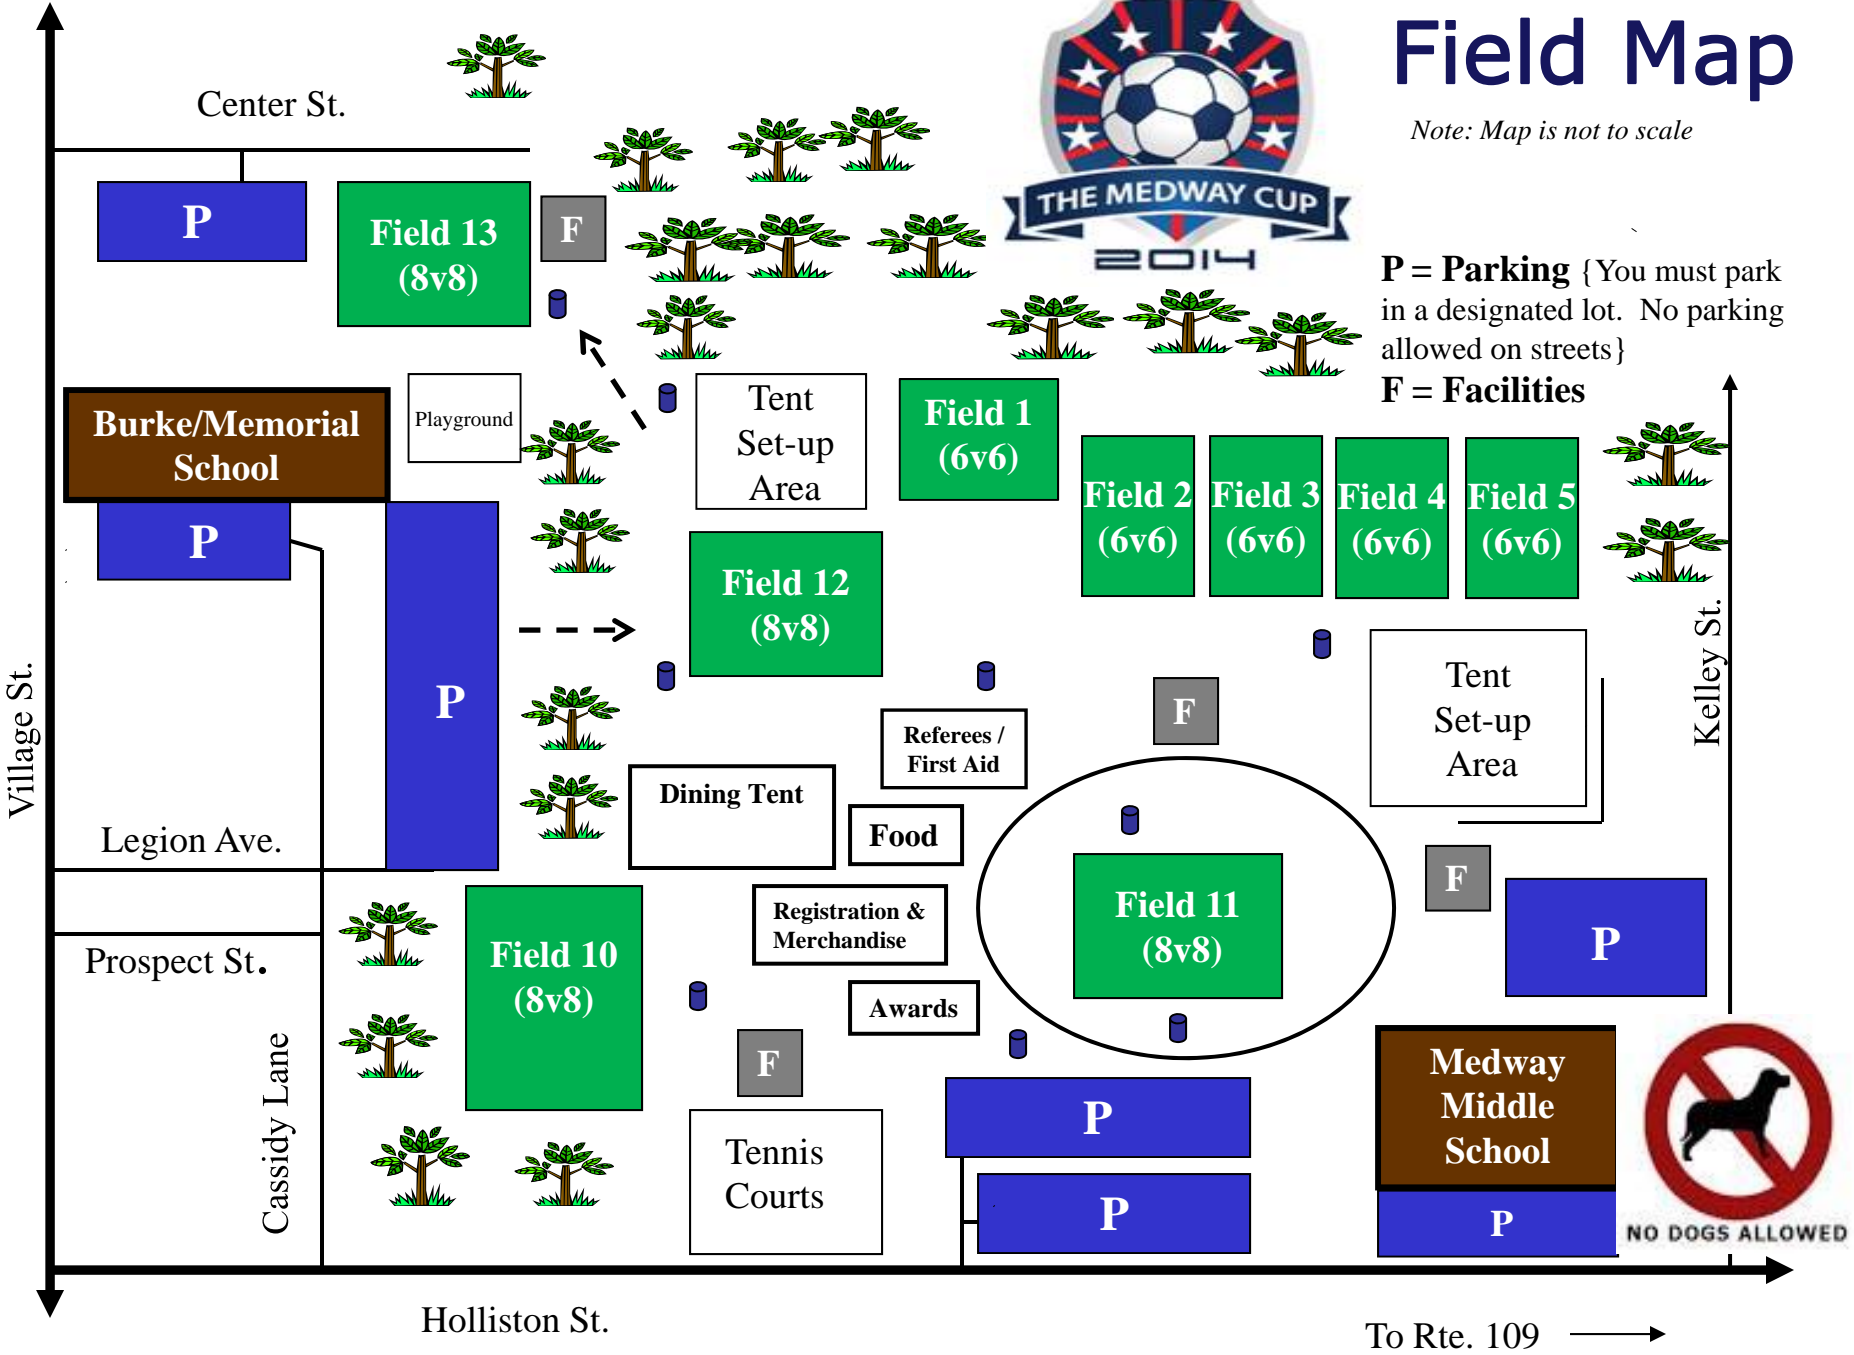 Field Map
Note: Map is not to scale
THE MEDWAY CUP
2014
Center St.
P
Field 13
(8v8)
F
P = Parking {You must park
in a designated lot.  No parking
allowed on streets}
F = Facilities
Burke/Memorial
School
Playground
Tent
Set-up
Area
Field 1
(6v6)
Field 2
(6v6)
Field 3
(6v6)
Field 4
(6v6)
Field 5
(6v6)
P
Field 12
(8v8)
P
Village St.
Kelley St.
F
Tent
Set-up
Area
Referees /
First Aid
Dining Tent
Food
Legion Ave.
F
P
Registration &
Merchandise
Field 11
(8v8)
Prospect St.
Field 10
(8v8)
Awards
Cassidy Lane
F
Medway
Middle
School
P
Tennis
Courts
P
P
NO DOGS ALLOWED
Holliston St.
To Rte. 109